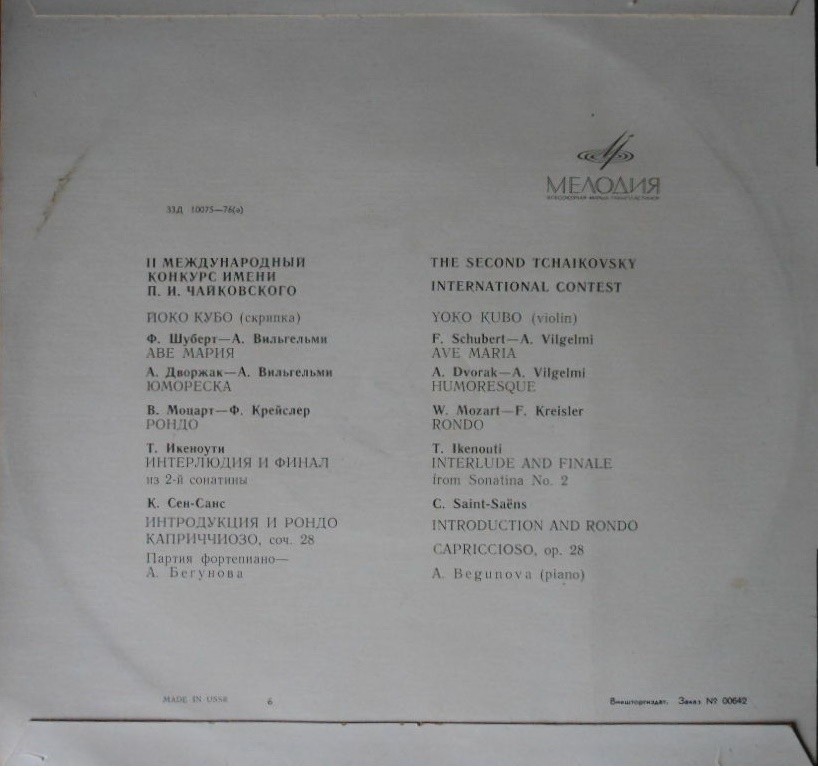 МЕЛОДИЯ
ВСЕСОЮЗНАЯ ФИРМА ГРАМПЛАСТИНОК
33Д 10075—76(а)
II МЕЖДУНАРОДНЫЙ
КОНКУРС ИМЕНИ
П. И. ЧАЙКОВСКОГО
ЙОКО КУБО (скрипка)
Ф. Шуберт—А. Вильгельми
АВЕ МАРИЯ
А. Дворжак—А. Вильгельми
ЮМОРЕСКА
В. Моцарт—Ф. Крейслер
РОНДО
Т. Икеноути
ИНТЕРЛЮДИЯ И ФИНАЛ
из 2-й сонатины
К. Сен-Санс
ИНТРОДУКЦИЯ И РОНДО
КАПРИЧЧИОЗО, соч. 28
Партия фортепиано—
А. Бегунова
THE SECOND TCHAIKOVSKY
INTERNATIONAL CONTEST
YOKO KUBO (violin)
F. Schubert—A. Vilgelmi
AVE MARIA
A. Dvorak—A. Vilgelmi
HUMORESQUE
W. Mozart—F. Kreisler
RONDO
T. Ikenouti
INTERLUDE AND FINALE
from Sonatina No. 2
C. Saint-Saëns
INTRODUCTION AND RONDO
CAPRICCIOSO, op. 28
A. Begunova (piano)
MADE IN USSR 6
Внешторгиздат. Заказ № 00642